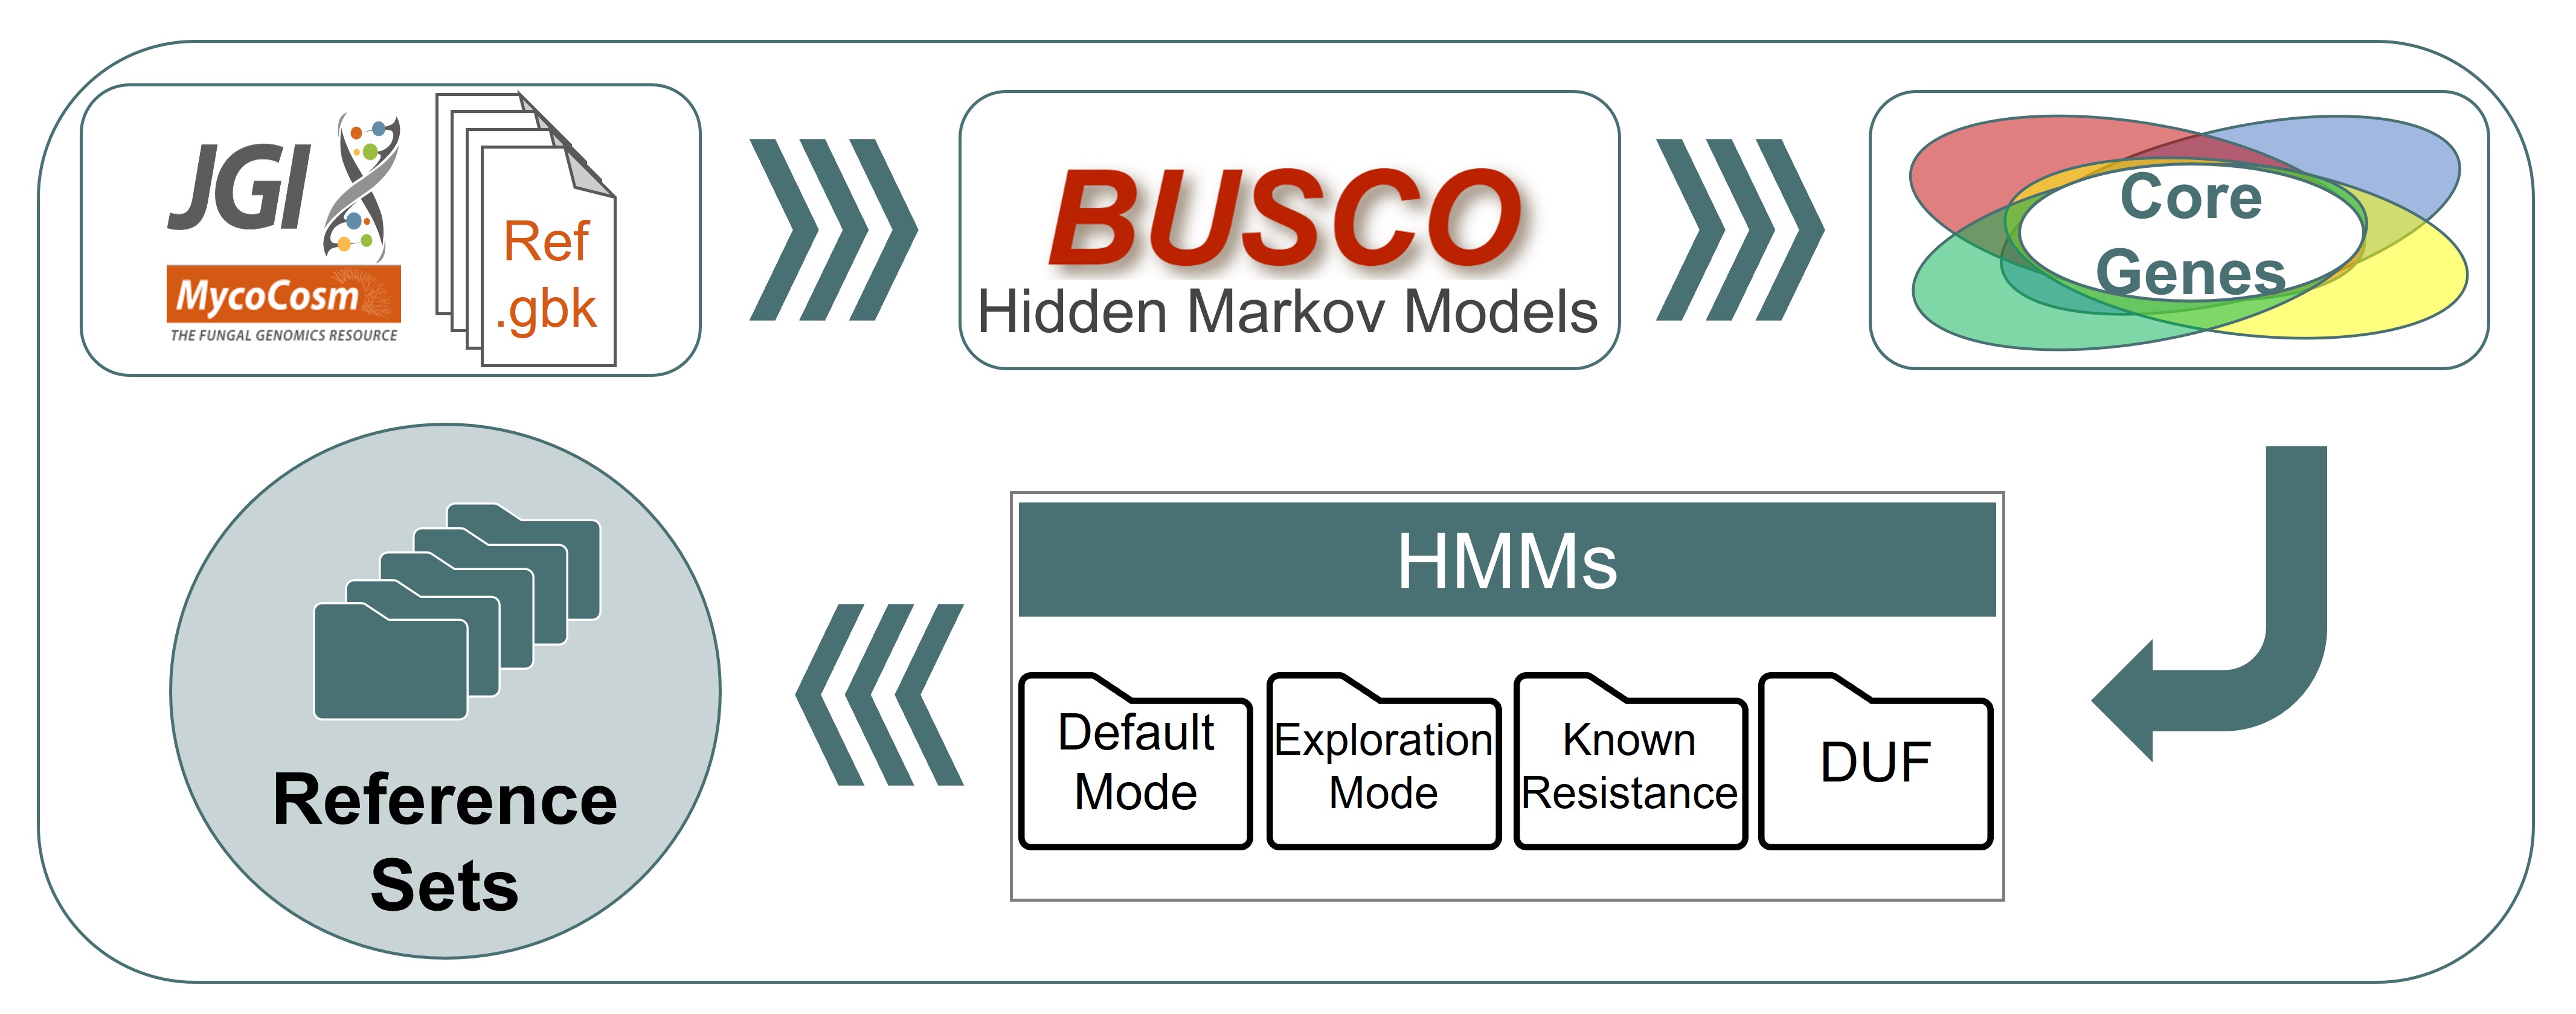 JGI
MycoCosm
THE FUNGAL GENOMICS RESOURCE
Ref
.gbk
BUSCO
Hidden Markov Models
Core
Genes
HMMs
Default
Mode
Exploration
Mode
Known
Resistance
DUF
Reference
Sets